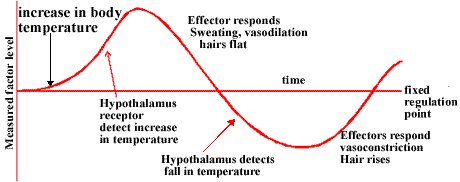 increase in body
temperature
Effector responds
Sweating, vasodilation
hairs flat
Measured factor level
time
fixed
regulation
point
Hypothalamus
receptor
detect increase
in temperature
Hypothalamus detects
fall in temperature
Effectors respond
vasoconstriction
Hair rises